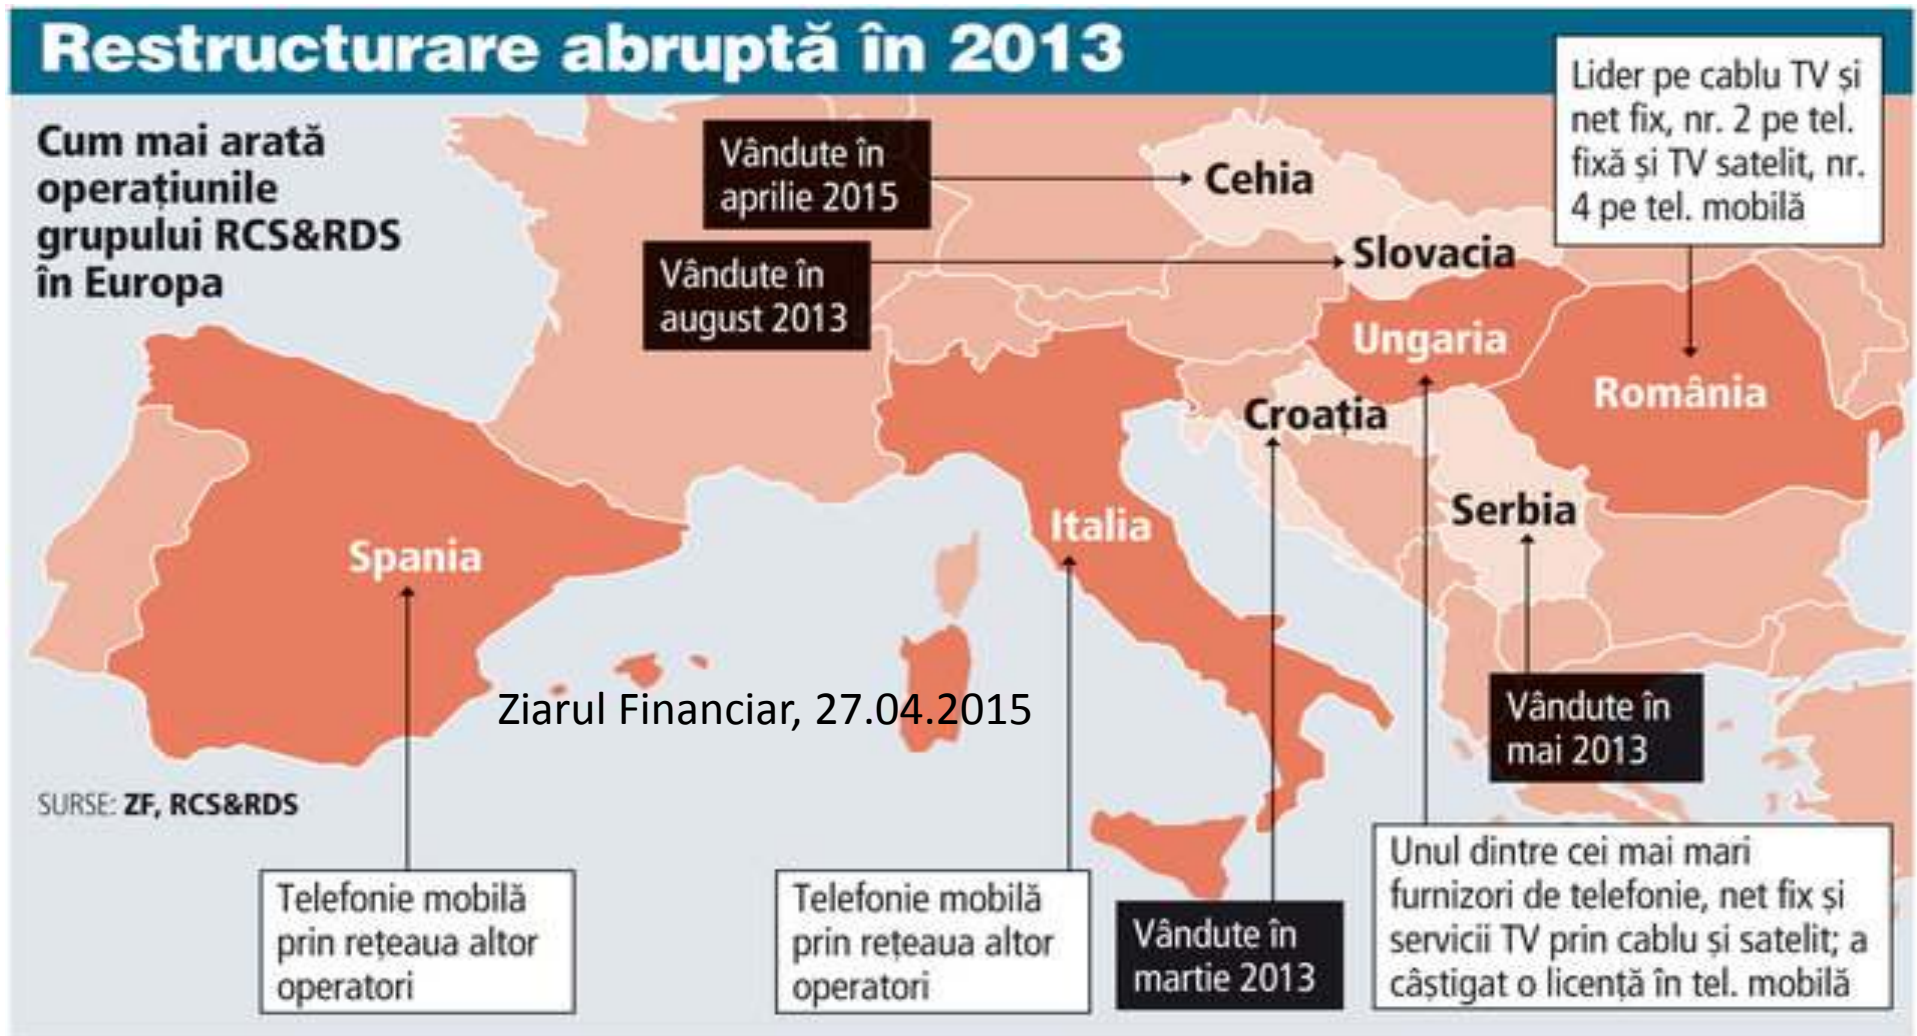 Restructurare abruptă în 2013
Cum mai arată
operațiunile
grupului RCS&RDS
în Europa
Vândute în
aprilie 2015
Cehia
Lider pe cablu TV și
net fix, nr. 2 pe tel.
fixă și TV satelit, nr.
4 pe tel. mobilă
Vândute în
august 2013
Slovacia
Ungaria
România
Croația
Serbia
Italia
Spania
Ziarul Financiar, 27.04.2015
Vândute în
mai 2013
SURSE: ZF, RCS&RDS
Telefonie mobilă
prin rețeaua altor
operatori
Telefonie mobilă
prin rețeaua altor
operatori
Vândute în
martie 2013
Unul dintre cei mai mari
furnizori de telefonie, net fix și
servicii TV prin cablu și satelit; a
câștigat o licență în tel. mobilă